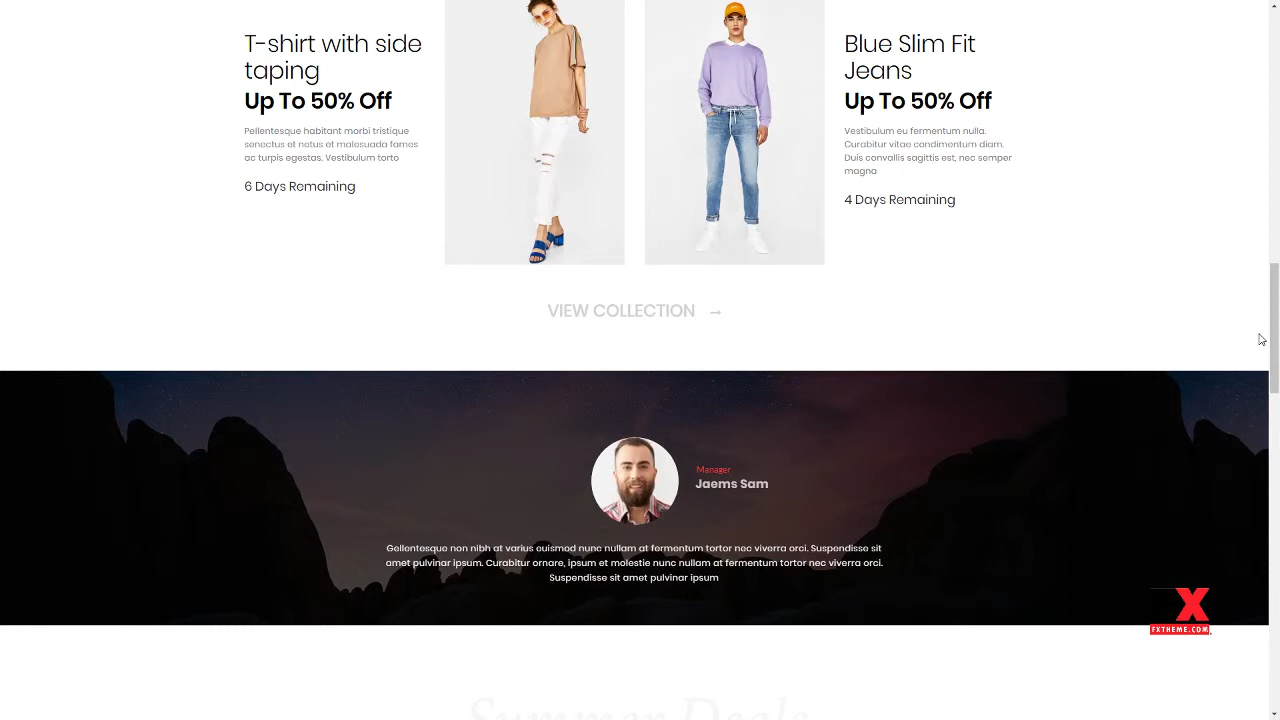 T-shirt with side
taping
Up To 50% Off
Pellentesque habitant morbi tristique
senectus et netus et malesuada fames
ac turpis egestas. Vestibulum torto
6 Days Remaining
Blue Slim Fit
Jeans
Up To 50% Off
Vestibulum eu fermentum nulla.
Curabitur vitae condimentum diam.
Duis convallis sagittis est, nec semper
magna
4 Days Remaining
VIEW COLLECTION →
Manager
Jaems Sam
Gellentesque non nibh at varius euismod nunc nullam at fermentum tortor nec viverra orci. Suspendisse sit
amet pulvinar ipsum. Curabitur ornare, ipsum et molestie nunc nullam at fermentum tortor nec viverra orci.
Suspendisse sit amet pulvinar ipsum
X
FXTHEME.COM
Summer Deals